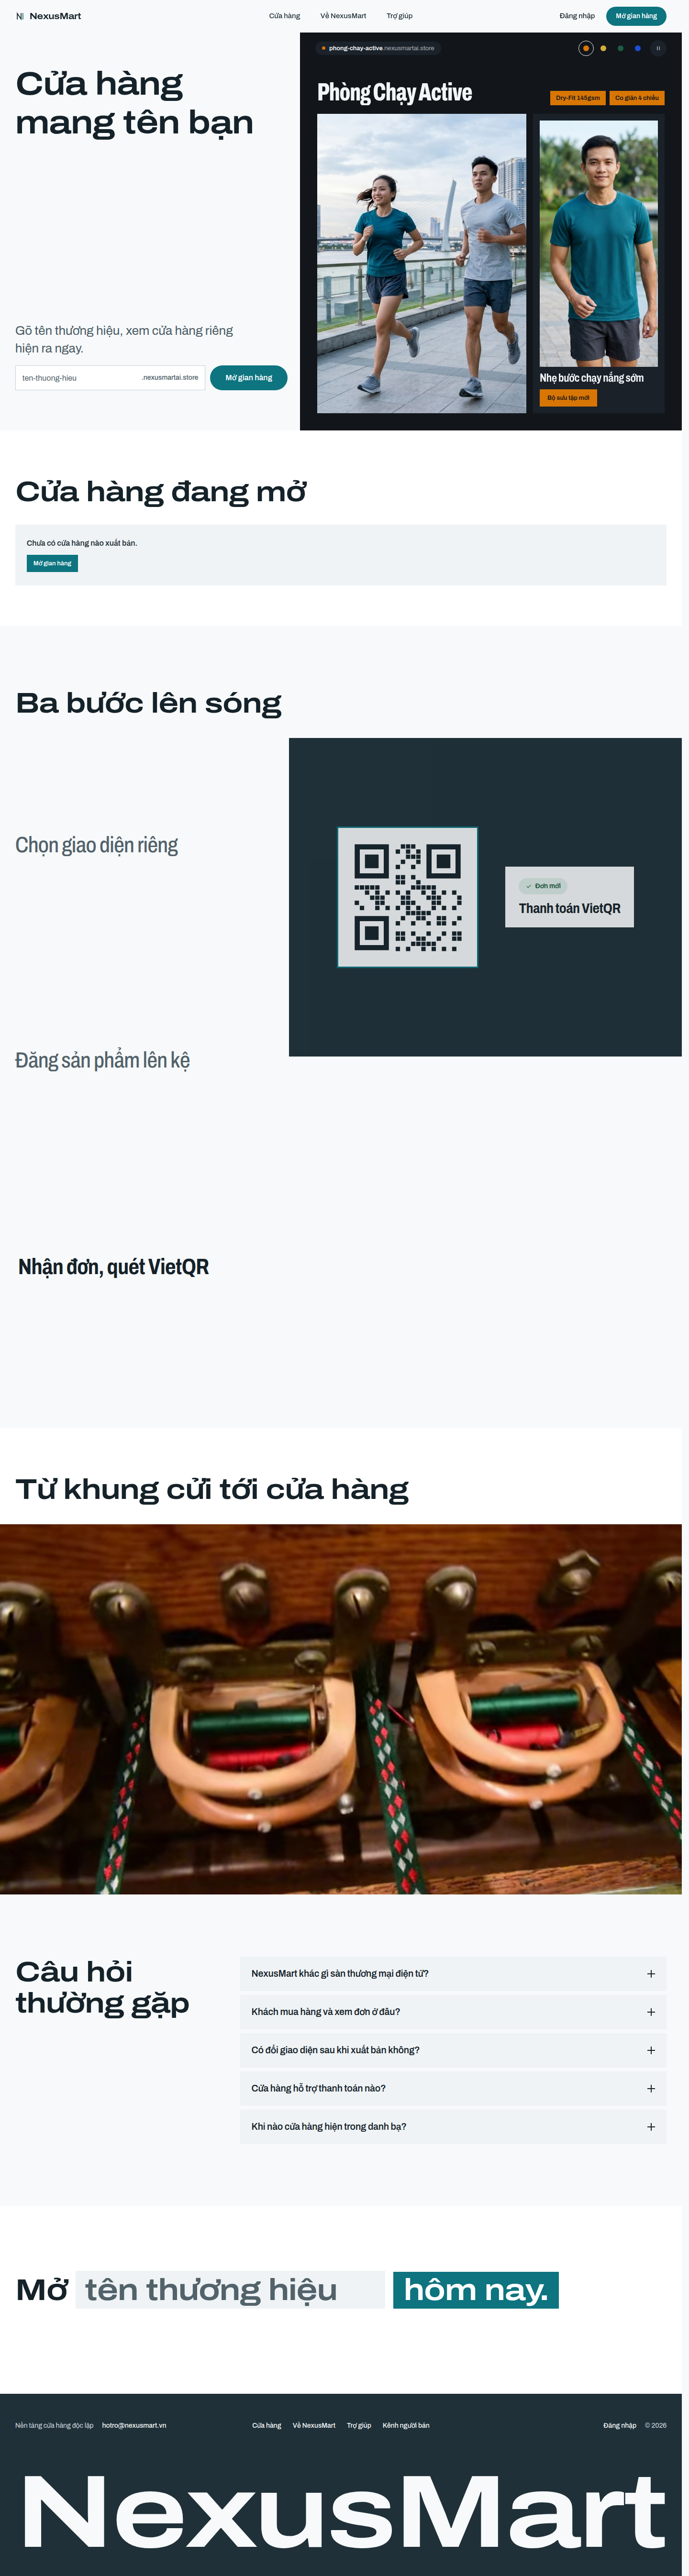 NexusMart
Cửa hàng
Về NexusMart
Trợ giúp
Đăng nhập
Mở gian hàng
Cửa hàng
mang tên bạn
Gõ tên thương hiệu, xem cửa hàng riêng
hiện ra ngay.
ten-thuong-hieu
.nexusmartai.store
Mở gian hàng
phong-chay-active.nexusmartai.store
Phòng Chạy Active
Dry-Fit 145gsm
Co giãn 4 chiều
Nhẹ bước chạy nắng sớm
Bộ sưu tập mới
Cửa hàng đang mở
Chưa có cửa hàng nào xuất bản.
Mở gian hàng
Ba bước lên sóng
Chọn giao diện riêng
Đăng sản phẩm lên kệ
Nhận đơn, quét VietQR
Đơn mới
Thanh toán VietQR
Từ khung cửi tới cửa hàng
Câu hỏi
thường gặp
NexusMart khác gì sàn thương mại điện tử?
Khách mua hàng và xem đơn ở đâu?
Có đổi giao diện sau khi xuất bản không?
Cửa hàng hỗ trợ thanh toán nào?
Khi nào cửa hàng hiện trong danh bạ?
Mở tên thương hiệu hôm nay.
Nền tảng cửa hàng độc lập
hotro@nexusmart.vn
Cửa hàng
Về NexusMart
Trợ giúp
Kênh người bán
Đăng nhập
© 2026
NexusMart